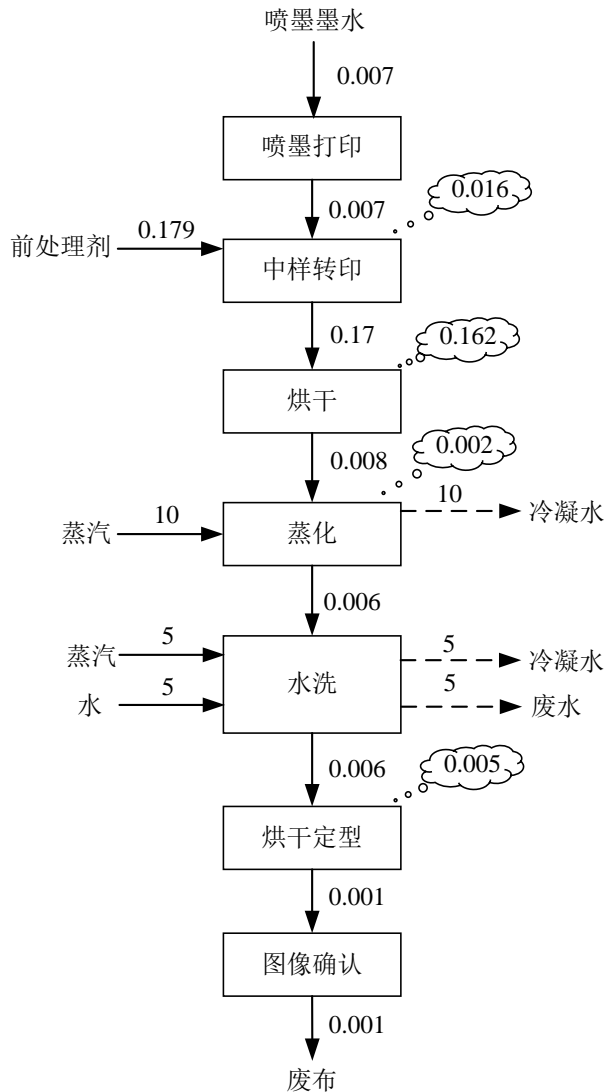 喷墨墨水
0.007
喷墨打印
0.007
0.016
前处理剂
0.179
中样转印
0.17
0.162
烘干
0.008
0.002
蒸汽
10
蒸化
10
冷凝水
0.006
蒸汽
5
水
5
水洗
5
冷凝水
5
废水
0.006
0.005
烘干定型
0.001
图像确认
0.001
废布